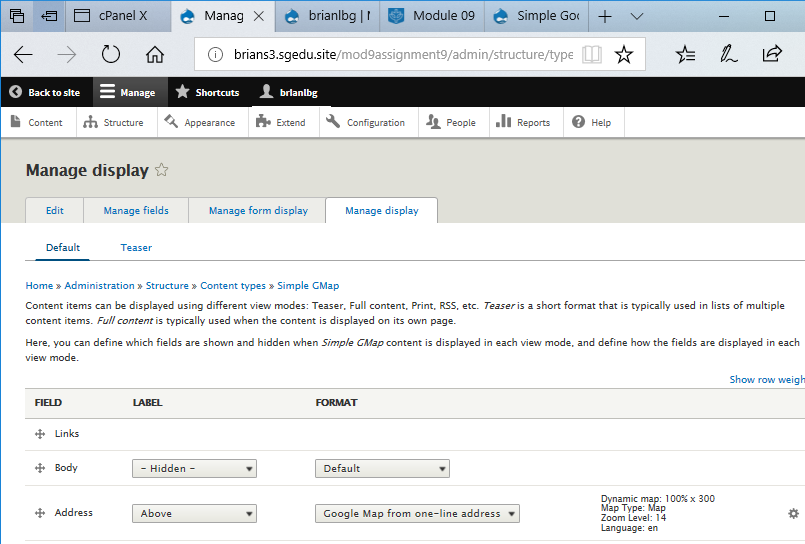 cPanel X
Manag
brianlbg | N
Module 09
Simple Goo
brians3.sgedu.site/mod9assignment9/admin/structure/type
Back to site
Manage
Shortcuts
brianlbg
Content
Structure
Appearance
Extend
Configuration
People
Reports
Help
Manage display
Edit
Manage fields
Manage form display
Manage display
Default
Teaser
Home » Administration » Structure » Content types » Simple GMap
Content items can be displayed using different view modes: Teaser, Full content, Print, RSS, etc. Teaser is a short format that is typically used in lists of multiple
content items. Full content is typically used when the content is displayed on its own page.
Here, you can define which fields are shown and hidden when Simple GMap content is displayed in each view mode, and define how the fields are displayed in each
view mode.
Show row weigh
FIELD LABEL FORMAT
Links
Body - Hidden - Default
Address Above Google Map from one-line address
Dynamic map: 100% x 300
Map Type: Map
Zoom Level: 14
Language: en